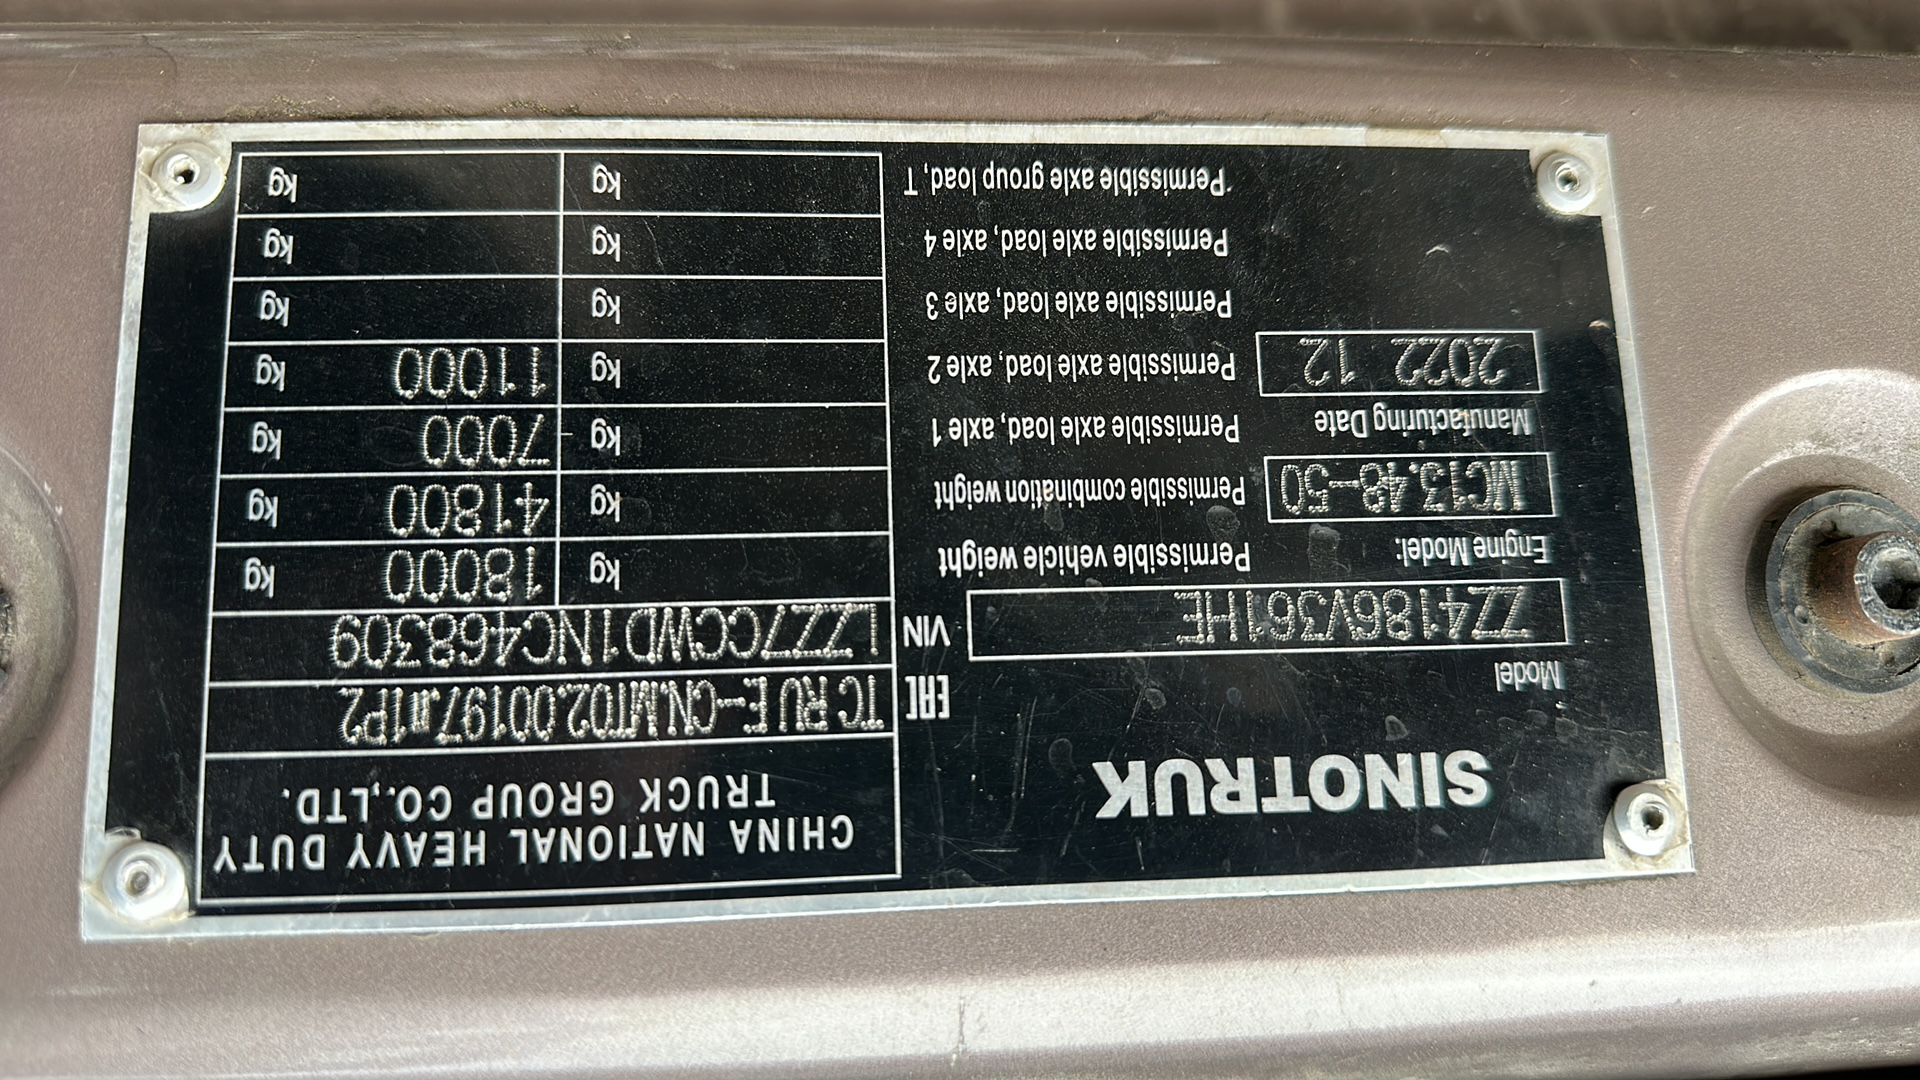 SINOTRUK
Model
ZZ4186V361HE
Engine Model:
MC13.48-50
Manufacturing Date
2022 12
CHINA NATIONAL HEAVY DUTY
TRUCK GROUP CO.,LTD.
EAC TC RU E-CN.MT02.00197.п1P2
VIN LZZ7CCWD1NC468309
Permissible vehicle weight kg 18000 kg
Permissible combination weight kg 41800 kg
Permissible axle load, axle 1 kg 7000 kg
Permissible axle load, axle 2 kg 11000 kg
Permissible axle load, axle 3 kg kg
Permissible axle load, axle 4 kg kg
Permissible axle group load, T kg kg